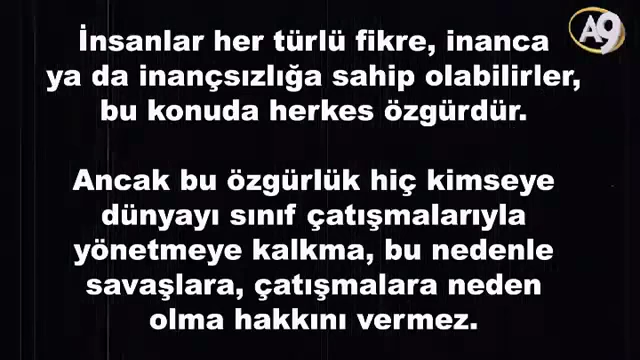 A9
İnsanlar her türlü fikre, inanca
ya da inançsızlığa sahip olabilirler,
bu konuda herkes özgürdür.
Ancak bu özgürlük hiç kimseye
dünyayı sınıf çatışmalarıyla
yönetmeye kalkma, bu nedenle
savaşlara, çatışmalara neden
olma hakkını vermez.